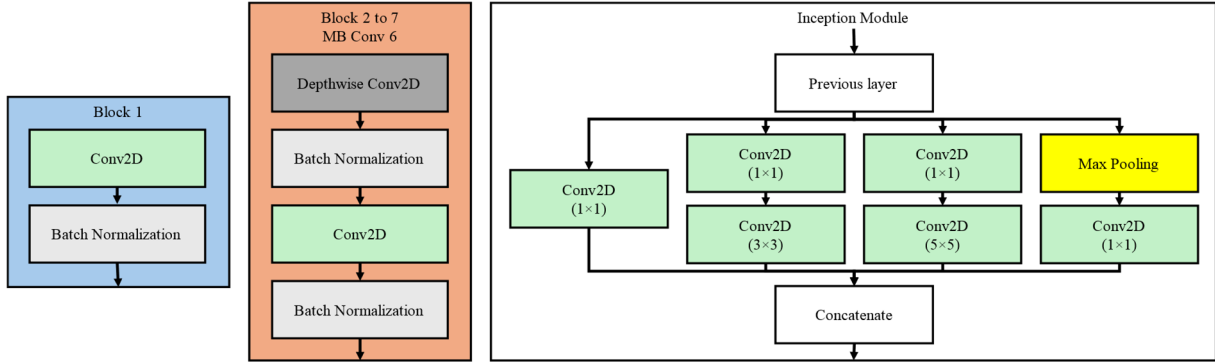 Block 1
Conv2D
Batch Normalization
Block 2 to 7
MB Conv 6
Depthwise Conv2D
Batch Normalization
Conv2D
Batch Normalization
Inception Module
Previous layer
Conv2D
(1×1)
Conv2D
(1×1)
Conv2D
(3×3)
Conv2D
(1×1)
Conv2D
(5×5)
Max Pooling
Conv2D
(1×1)
Concatenate